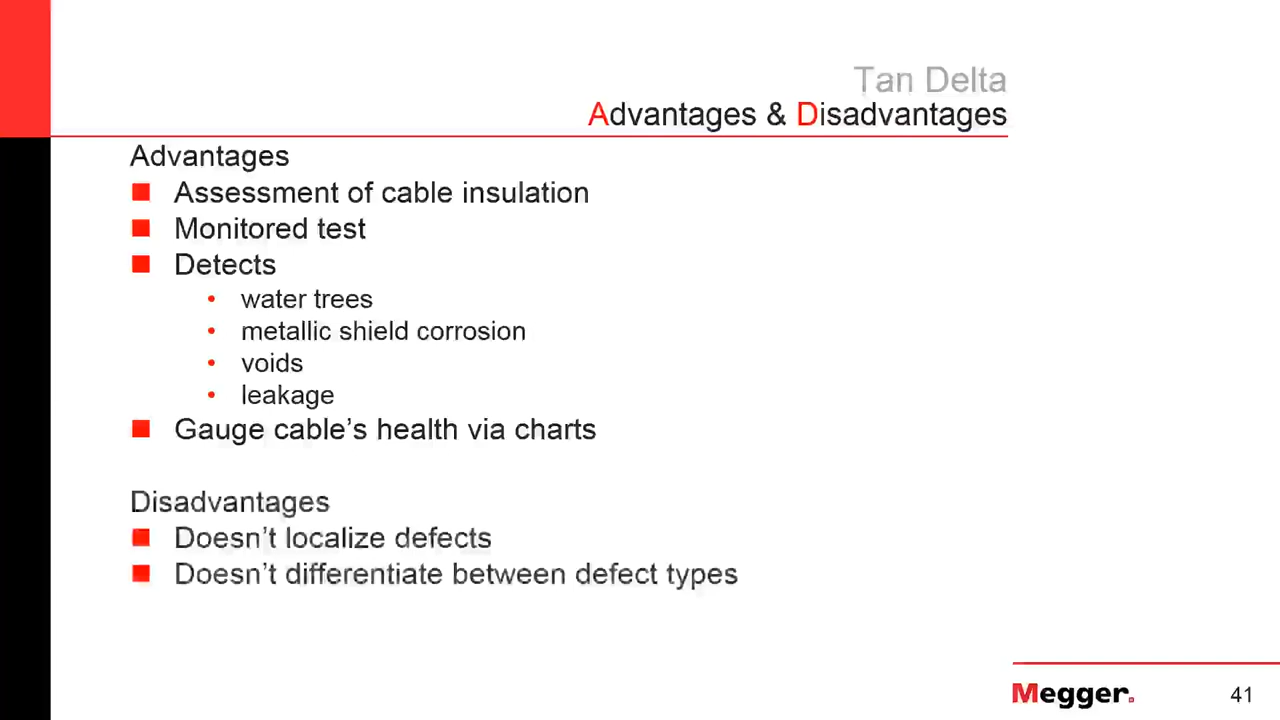 Tan Delta
Advantages & Disadvantages
Advantages
Assessment of cable insulation
Monitored test
Detects
water trees
metallic shield corrosion
voids
leakage
Gauge cable’s health via charts
Disadvantages
Doesn’t localize defects
Doesn’t differentiate between defect types
Megger.
41